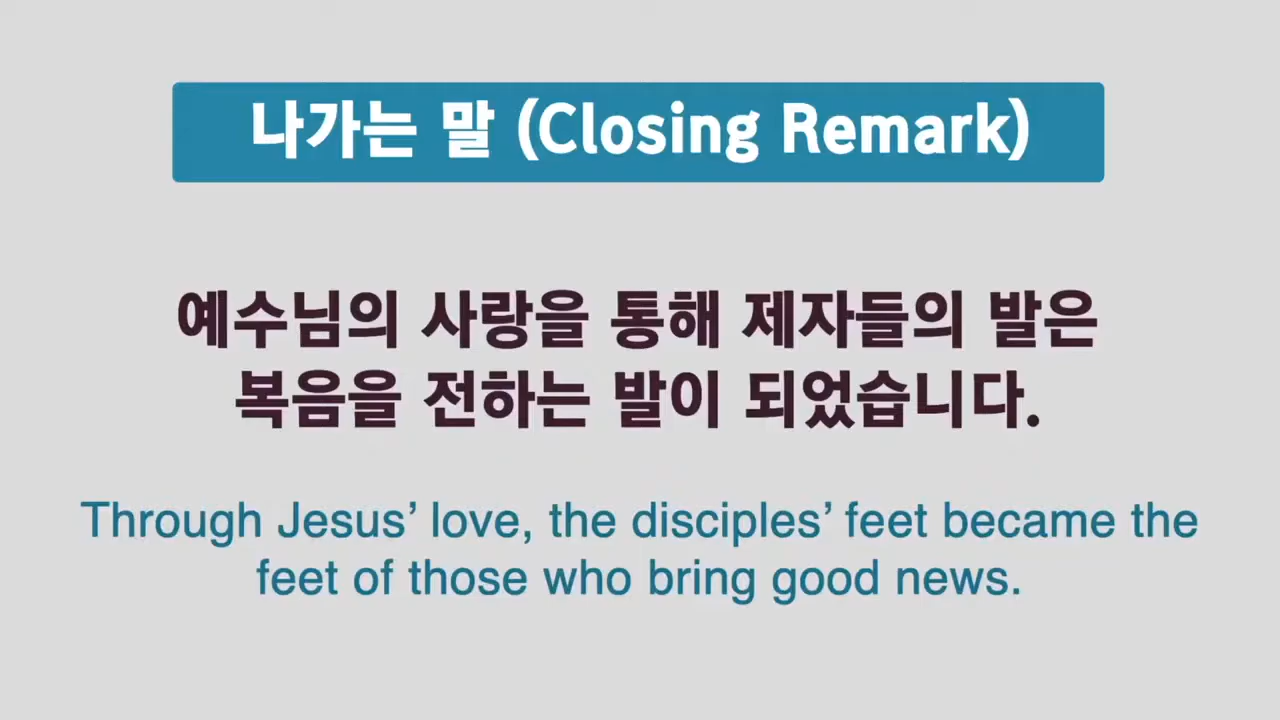 나가는 말 (Closing Remark)
예수님의 사랑을 통해 제자들의 발은
복음을 전하는 발이 되었습니다.
Through Jesus’ love, the disciples’ feet became the
feet of those who bring good news.